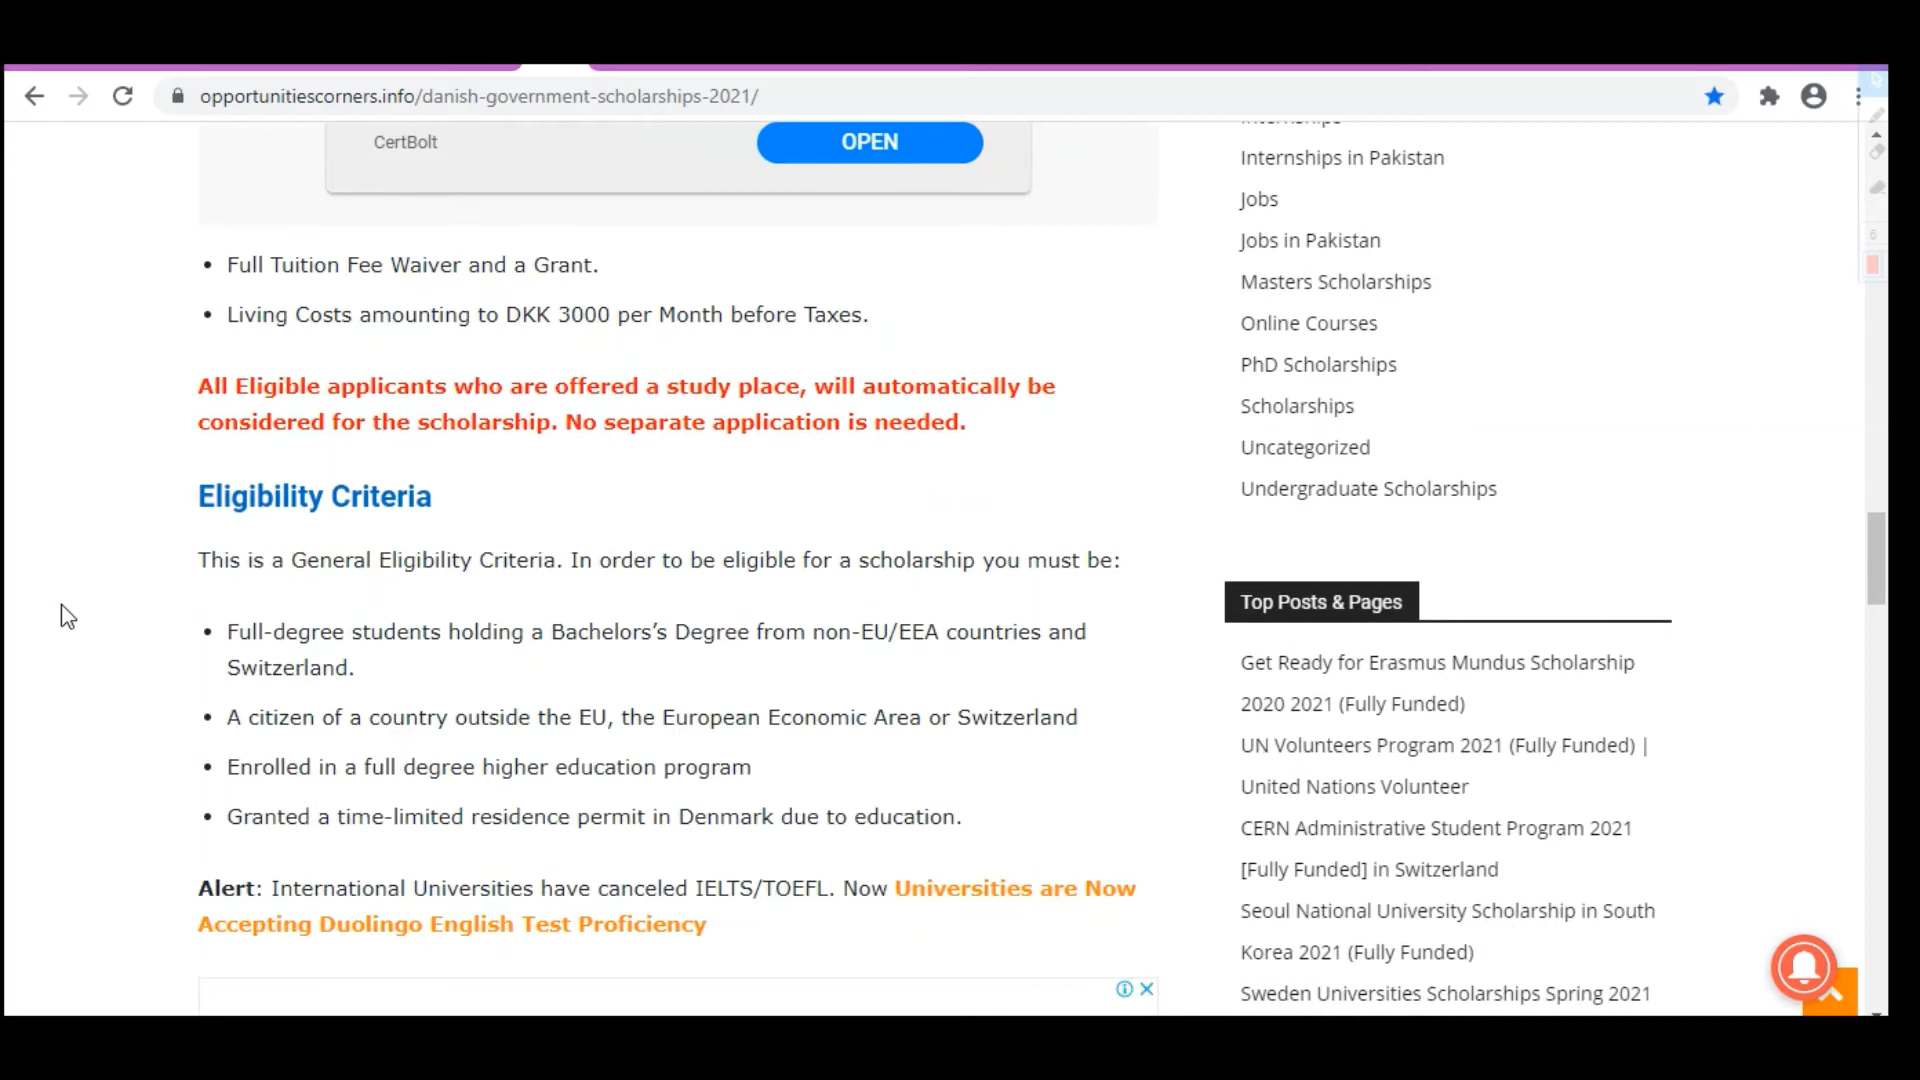 opportunitiescorners.info/danish-government-scholarships-2021/
CertBolt
OPEN
Full Tuition Fee Waiver and a Grant.
Living Costs amounting to DKK 3000 per Month before Taxes.
All Eligible applicants who are offered a study place, will automatically be
considered for the scholarship. No separate application is needed.
Eligibility Criteria
This is a General Eligibility Criteria. In order to be eligible for a scholarship you must be:
Full-degree students holding a Bachelors’s Degree from non-EU/EEA countries and
Switzerland.
A citizen of a country outside the EU, the European Economic Area or Switzerland
Enrolled in a full degree higher education program
Granted a time-limited residence permit in Denmark due to education.
Alert: International Universities have canceled IELTS/TOEFL. Now Universities are Now
Accepting Duolingo English Test Proficiency
Internships
Internships in Pakistan
Jobs
Jobs in Pakistan
Masters Scholarships
Online Courses
PhD Scholarships
Scholarships
Uncategorized
Undergraduate Scholarships
Top Posts & Pages
Get Ready for Erasmus Mundus Scholarship
2020 2021 (Fully Funded)
UN Volunteers Program 2021 (Fully Funded) |
United Nations Volunteer
CERN Administrative Student Program 2021
[Fully Funded] in Switzerland
Seoul National University Scholarship in South
Korea 2021 (Fully Funded)
Sweden Universities Scholarships Spring 2021
6